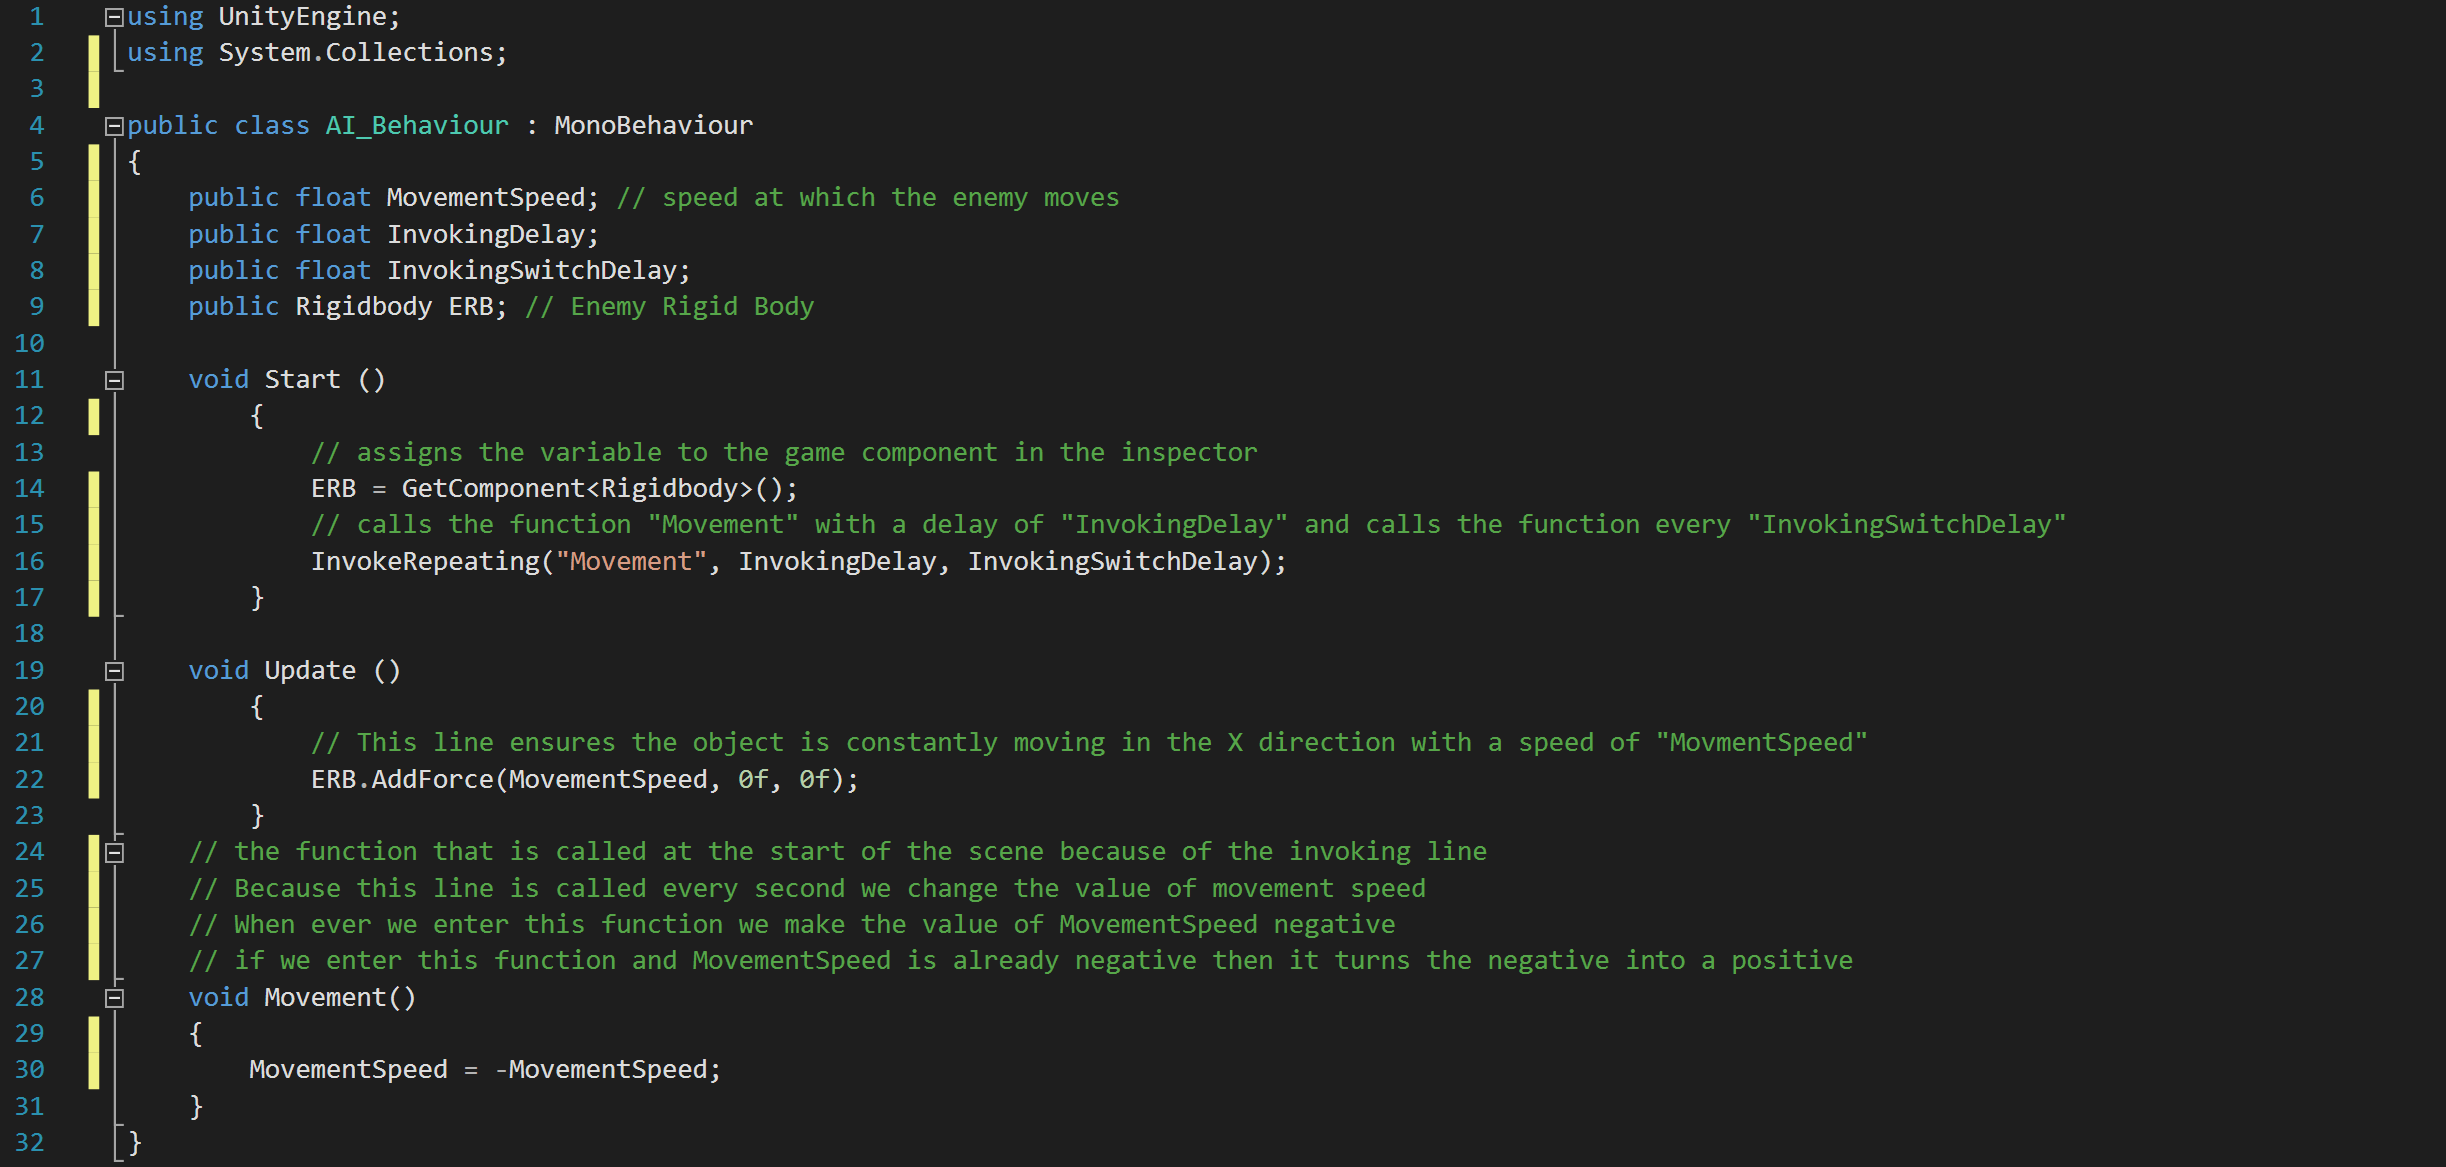 1 using UnityEngine;
2 using System.Collections;
3
4 public class AI_Behaviour : MonoBehaviour
5 {
6     public float MovementSpeed; // speed at which the enemy moves
7     public float InvokingDelay;
8     public float InvokingSwitchDelay;
9     public Rigidbody ERB; // Enemy Rigid Body
10
11     void Start ()
12         {
13             // assigns the variable to the game component in the inspector
14             ERB = GetComponent<Rigidbody>();
15             // calls the function "Movement" with a delay of "InvokingDelay" and calls the function every "InvokingSwitchDelay"
16             InvokeRepeating("Movement", InvokingDelay, InvokingSwitchDelay);
17         }
18
19     void Update ()
20         {
21             // This line ensures the object is constantly moving in the X direction with a speed of "MovmentSpeed"
22             ERB.AddForce(MovementSpeed, 0f, 0f);
23         }
24     // the function that is called at the start of the scene because of the invoking line
25     // Because this line is called every second we change the value of movement speed
26     // When ever we enter this function we make the value of MovementSpeed negative
27     // if we enter this function and MovementSpeed is already negative then it turns the negative into a positive
28     void Movement()
29     {
30         MovementSpeed = -MovementSpeed;
31     }
32 }